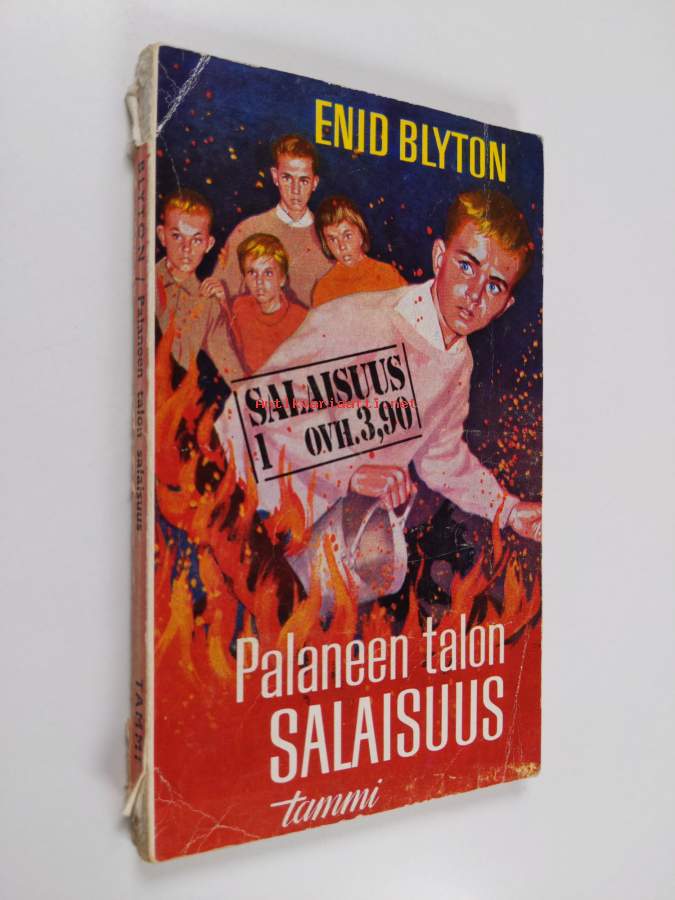 ENID BLYTON
SALAISUUS
Antikvariaatti.net
1 OVH. 3,90
Palaneen talon
SALAISUUS
tammi
BLYTON / Palaneen talon salaisuus TAMMI